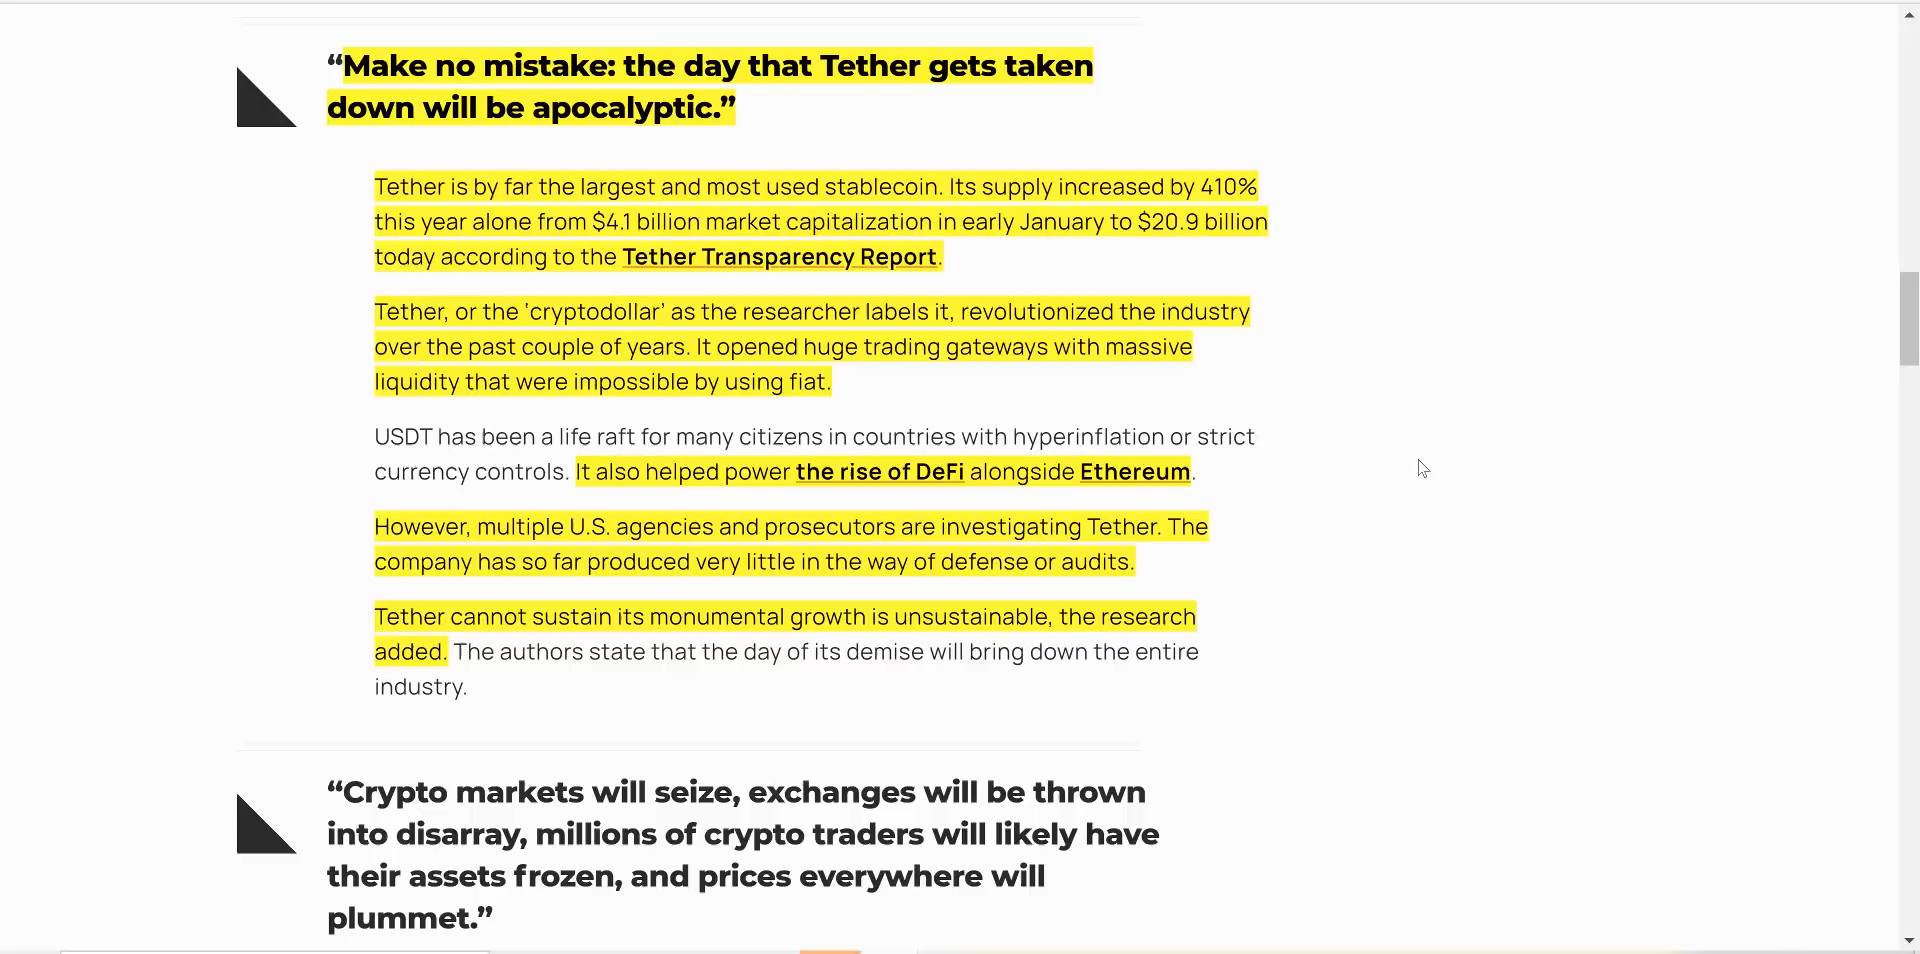 “Make no mistake: the day that Tether gets taken
down will be apocalyptic.”
Tether is by far the largest and most used stablecoin. Its supply increased by 410%
this year alone from $4.1 billion market capitalization in early January to $20.9 billion
today according to the Tether Transparency Report.
Tether, or the ‘cryptodollar’ as the researcher labels it, revolutionized the industry
over the past couple of years. It opened huge trading gateways with massive
liquidity that were impossible by using fiat.
USDT has been a life raft for many citizens in countries with hyperinflation or strict
currency controls. It also helped power the rise of DeFi alongside Ethereum.
However, multiple U.S. agencies and prosecutors are investigating Tether. The
company has so far produced very little in the way of defense or audits.
Tether cannot sustain its monumental growth is unsustainable, the research
added. The authors state that the day of its demise will bring down the entire
industry.
“Crypto markets will seize, exchanges will be thrown
into disarray, millions of crypto traders will likely have
their assets frozen, and prices everywhere will
plummet.”